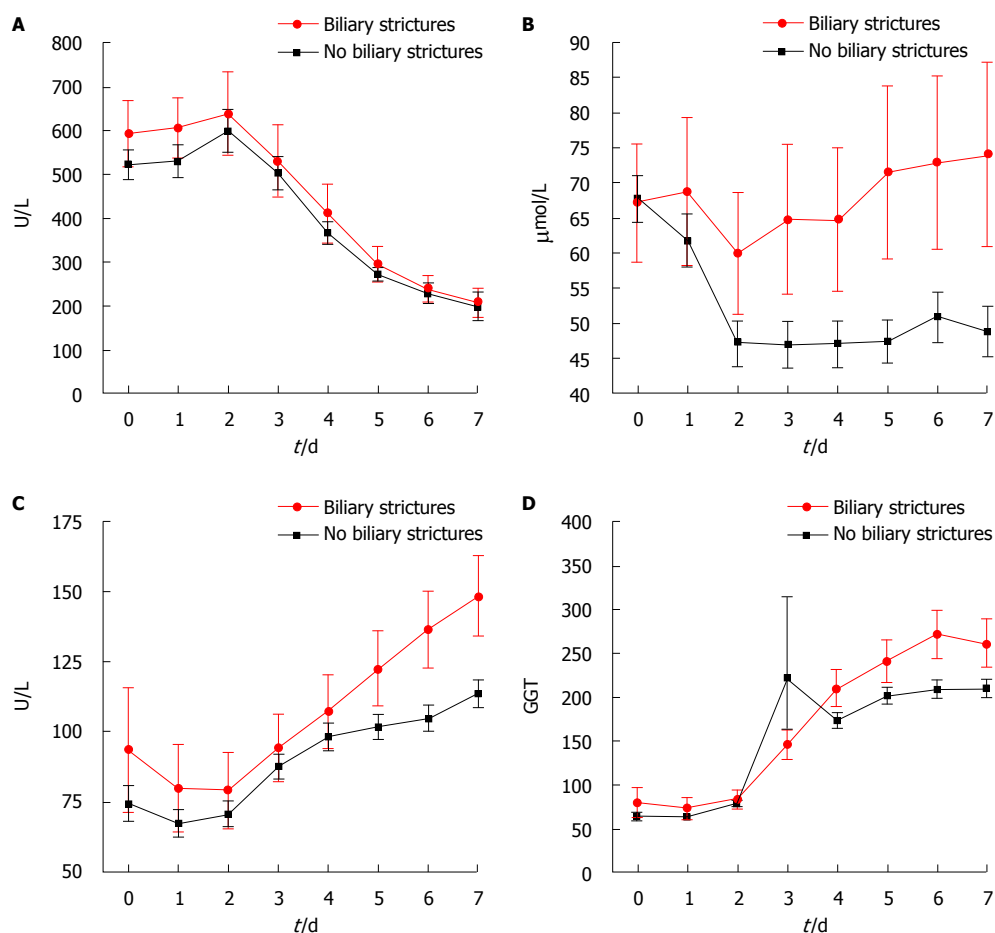 A
Biliary strictures
No biliary strictures
800
700
600
500
400
300
200
100
0
U/L
0 1 2 3 4 5 6 7
t/d
B
Biliary strictures
No biliary strictures
90
85
80
75
70
65
60
55
50
45
40
μmol/L
0 1 2 3 4 5 6 7
t/d
C
Biliary strictures
No biliary strictures
175
150
125
100
75
50
U/L
0 1 2 3 4 5 6 7
t/d
D
Biliary strictures
No biliary strictures
400
350
300
250
200
150
100
50
0
GGT
0 1 2 3 4 5 6 7
t/d